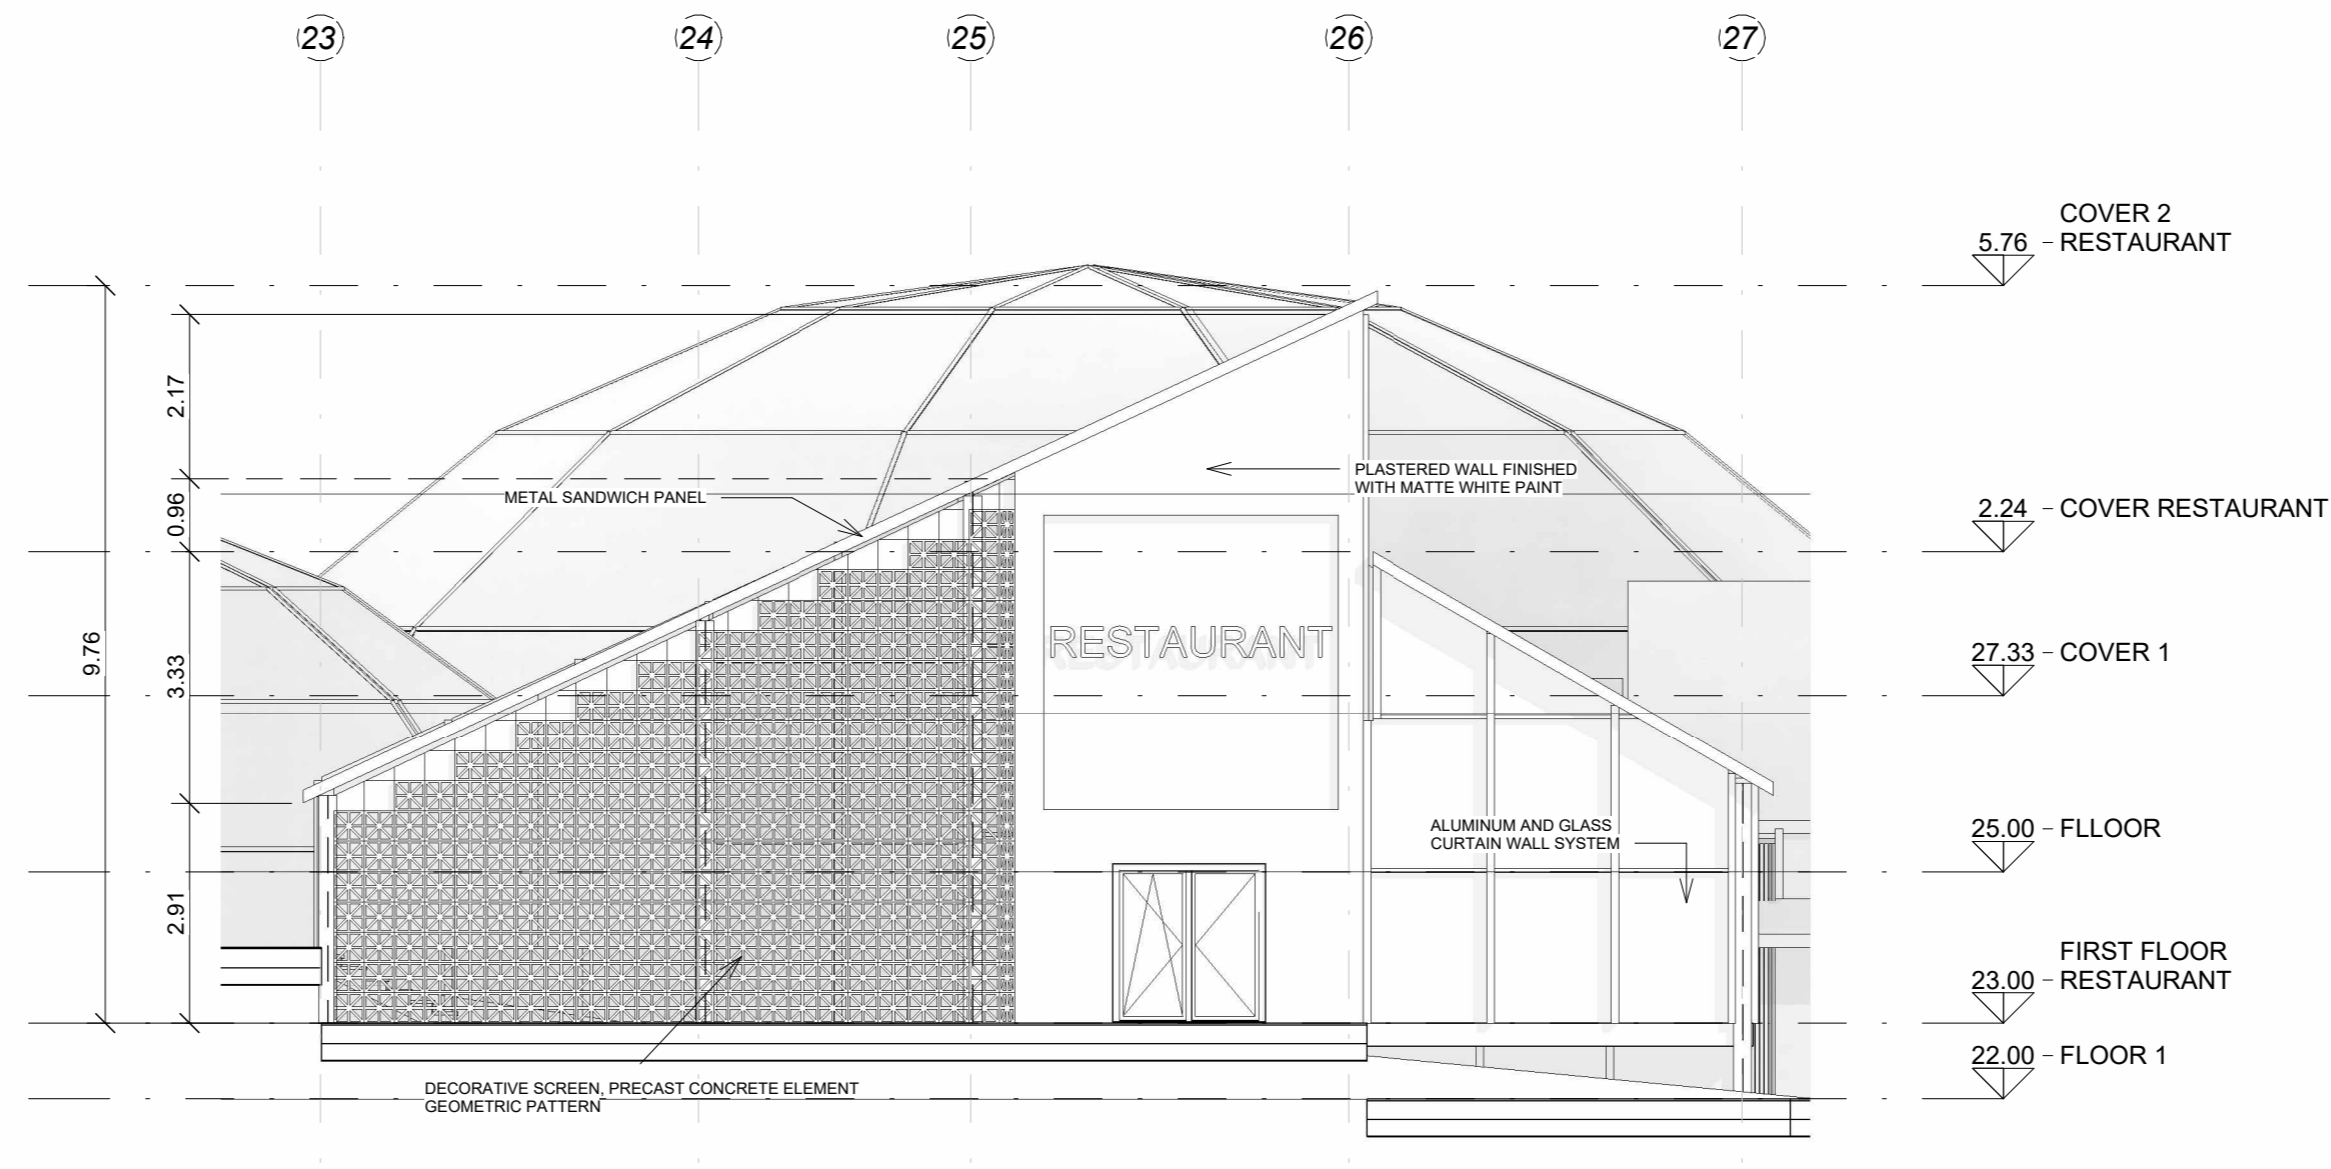 23
24
25
26
27
COVER 2
5.76 - RESTAURANT
2.17
METAL SANDWICH PANEL
PLASTERED WALL FINISHED
WITH MATTE WHITE PAINT
0.96
2.24 - COVER RESTAURANT
RESTAURANT
9.76
3.33
27.33 - COVER 1
ALUMINUM AND GLASS
CURTAIN WALL SYSTEM
25.00 - FLLOOR
2.91
FIRST FLOOR
23.00 - RESTAURANT
22.00 - FLOOR 1
DECORATIVE SCREEN, PRECAST CONCRETE ELEMENT
GEOMETRIC PATTERN